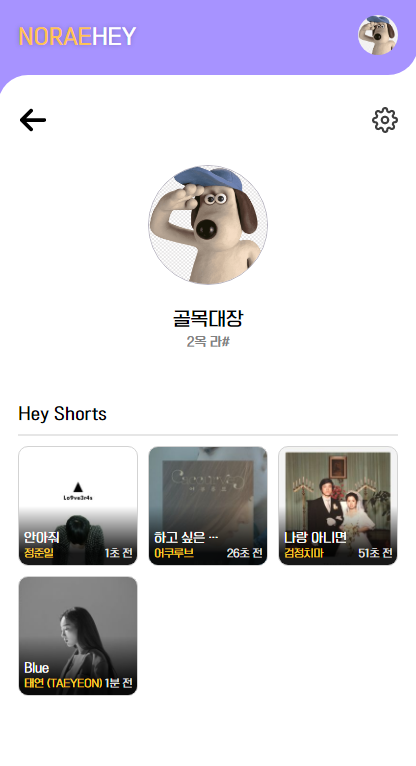 NORAEHEY
골목대장
2옥 라#
Hey Shorts
Lo9ve3r4s
안아줘
정준일 1초 전
하고 싶은 ···
어쿠루브 26초 전
나랑 아니면
검정치마 51초 전
Blue
태연 (TAEYEON) 1분 전